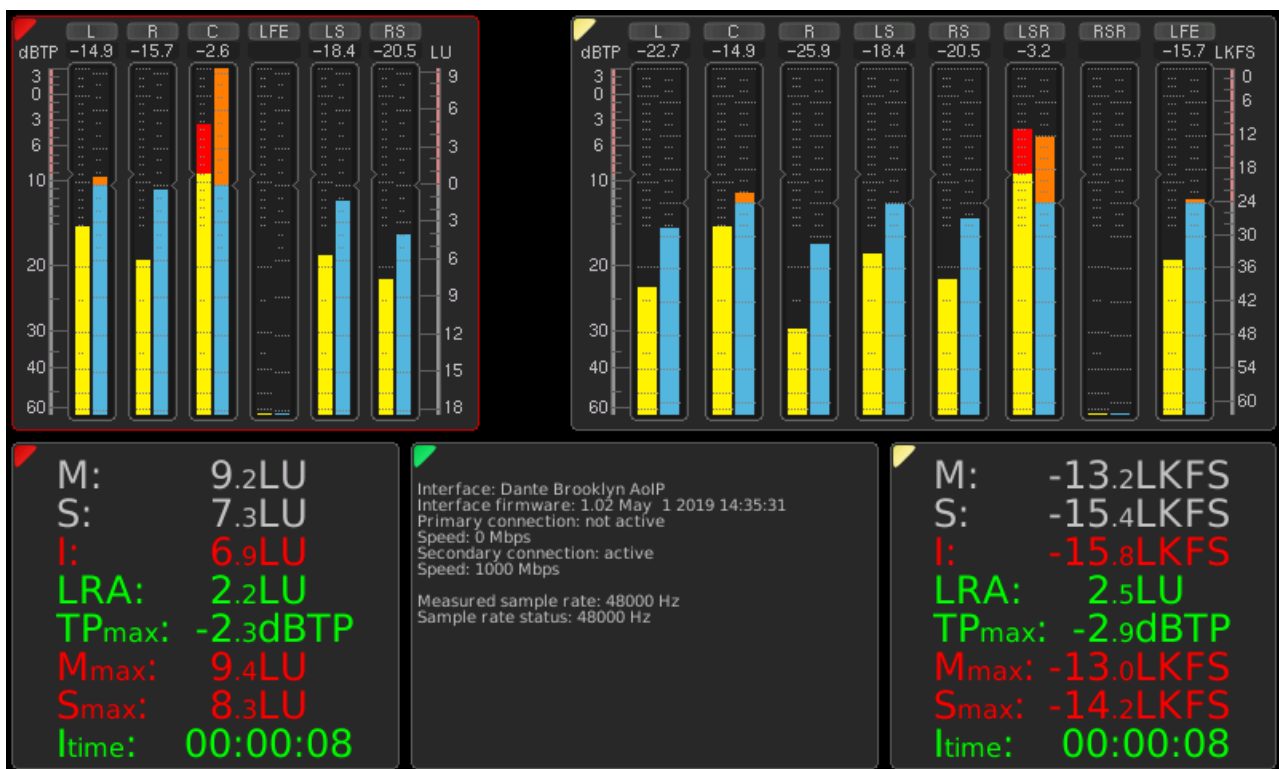 L R C LFE LS RS
dBTP -14.9 -15.7 -2.6 -18.4 -20.5 LU
3 9
0 6
3 3
6 0
10 3
20 6
30 9
40 12
60 15
18
L C R LS RS LSR RSR LFE
dBTP -22.7 -14.9 -25.9 -18.4 -20.5 -3.2 -15.7 LKFS
3 0
0 6
3 12
6 18
10 24
20 30
30 36
40 42
60 48
54
60
M: 9.2LU
S: 7.3LU
I: 6.9LU
LRA: 2.2LU
TPmax: -2.3dBTP
Mmax: 9.4LU
Smax: 8.3LU
Itime: 00:00:08
Interface: Dante Brooklyn AoIP
Interface firmware: 1.02 May 1 2019 14:35:31
Primary connection: not active
Speed: 0 Mbps
Secondary connection: active
Speed: 1000 Mbps
Measured sample rate: 48000 Hz
Sample rate status: 48000 Hz
M: -13.2LKFS
S: -15.4LKFS
I: -15.8LKFS
LRA: 2.5LU
TPmax: -2.9dBTP
Mmax: -13.0LKFS
Smax: -14.2LKFS
Itime: 00:00:08